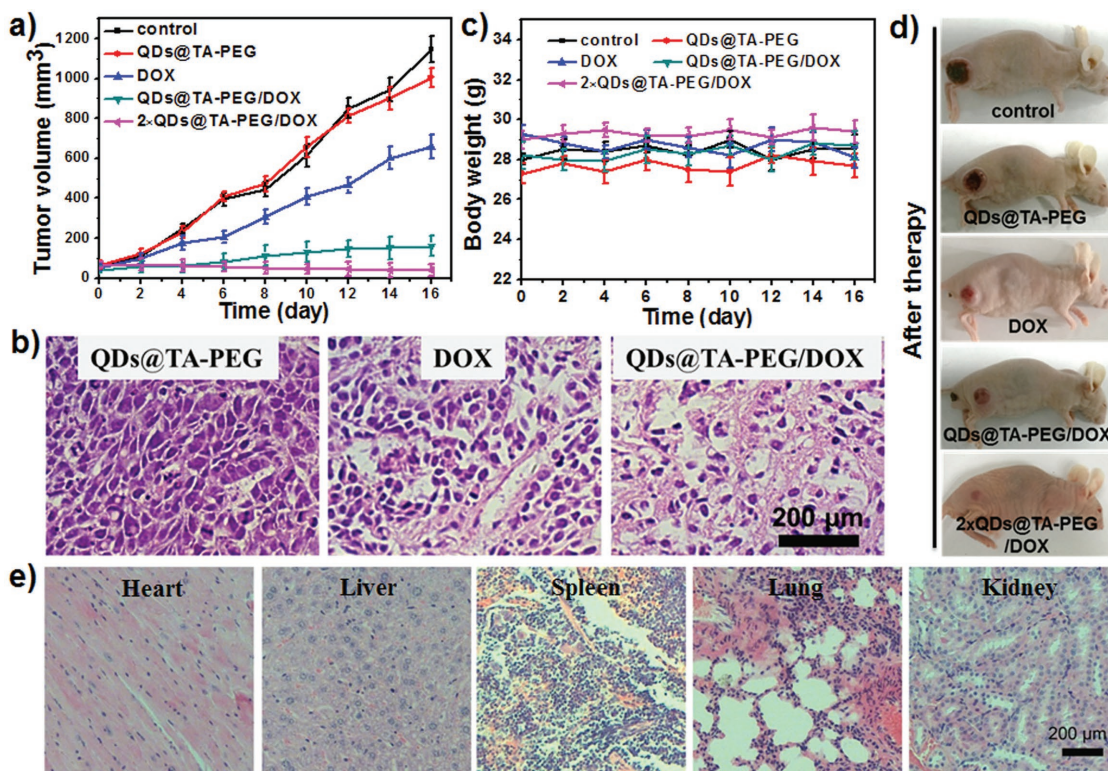 a)
Tumor volume (mm3)
1200
1000
800
600
400
200
0
control
QDs@TA-PEG
DOX
QDs@TA-PEG/DOX
2×QDs@TA-PEG/DOX
0 2 4 6 8 10 12 14 16
Time (day)
c)
Body weight (g)
34
32
30
28
26
24
22
control QDs@TA-PEG
DOX QDs@TA-PEG/DOX
2×QDs@TA-PEG/DOX
0 2 4 6 8 10 12 14 16
Time (day)
d)
After therapy
control
QDs@TA-PEG
DOX
QDs@TA-PEG/DOX
2xQDs@TA-PEG
/DOX
b)
QDs@TA-PEG
DOX
QDs@TA-PEG/DOX
200 μm
e)
Heart
Liver
Spleen
Lung
Kidney
200 μm